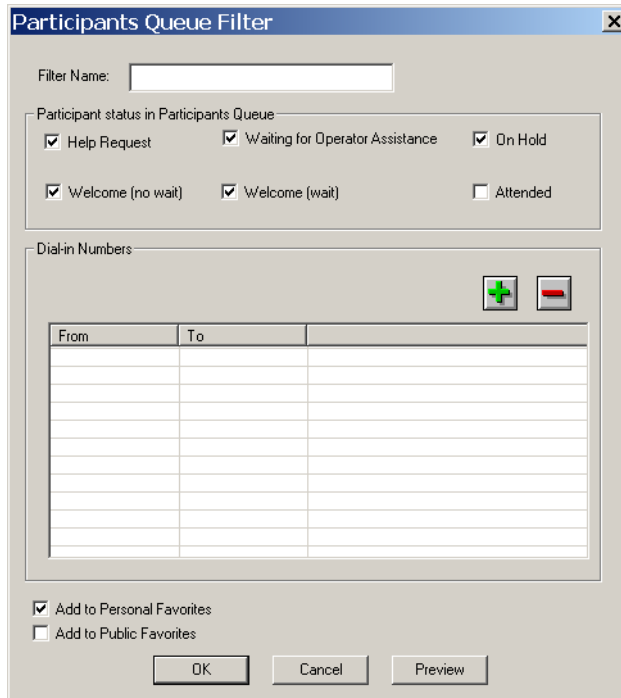 Participants Queue Filter
Filter Name:
Participant status in Participants Queue
Help Request Waiting for Operator Assistance On Hold
Welcome (no wait) Welcome (wait) Attended
Dial-in Numbers
From To
Add to Personal Favorites
Add to Public Favorites
OK Cancel Preview